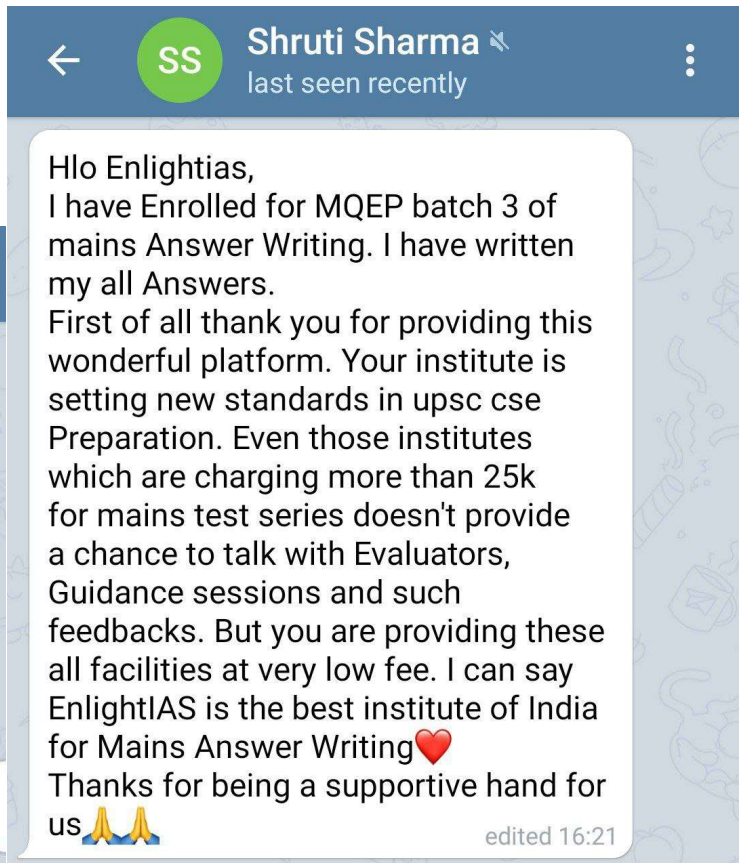 SS
Shruti Sharma
last seen recently
Hlo Enlightias,
I have Enrolled for MQEP batch 3 of
mains Answer Writing. I have written
my all Answers.
First of all thank you for providing this
wonderful platform. Your institute is
setting new standards in upsc cse
Preparation. Even those institutes
which are charging more than 25k
for mains test series doesn't provide
a chance to talk with Evaluators,
Guidance sessions and such
feedbacks. But you are providing these
all facilities at very low fee. I can say
EnlightIAS is the best institute of India
for Mains Answer Writing❤️
Thanks for being a supportive hand for
us🙏🙏
edited 16:21